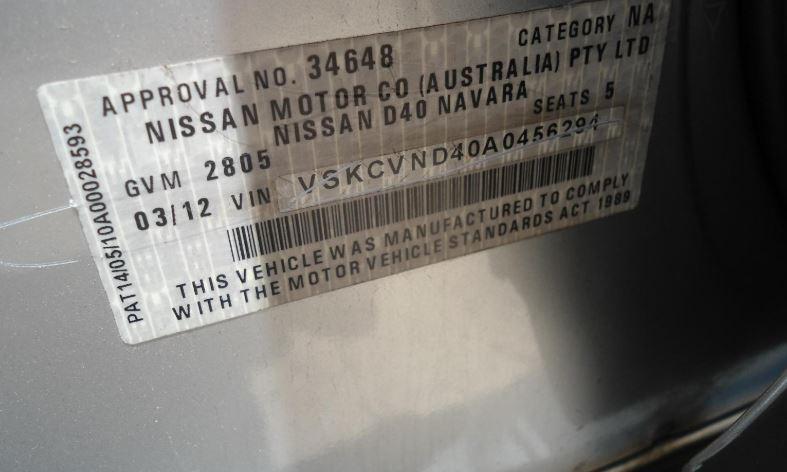 APPROVAL NO. 34648 CATEGORY NA
NISSAN MOTOR CO (AUSTRALIA) PTY LTD
NISSAN D40 NAVARA
GVM 2805 SEATS 5
03/12 VIN VSKCVND40A0456294
THIS VEHICLE WAS MANUFACTURED TO COMPLY
WITH THE MOTOR VEHICLE STANDARDS ACT 1989
PAT14/05/10A00028593